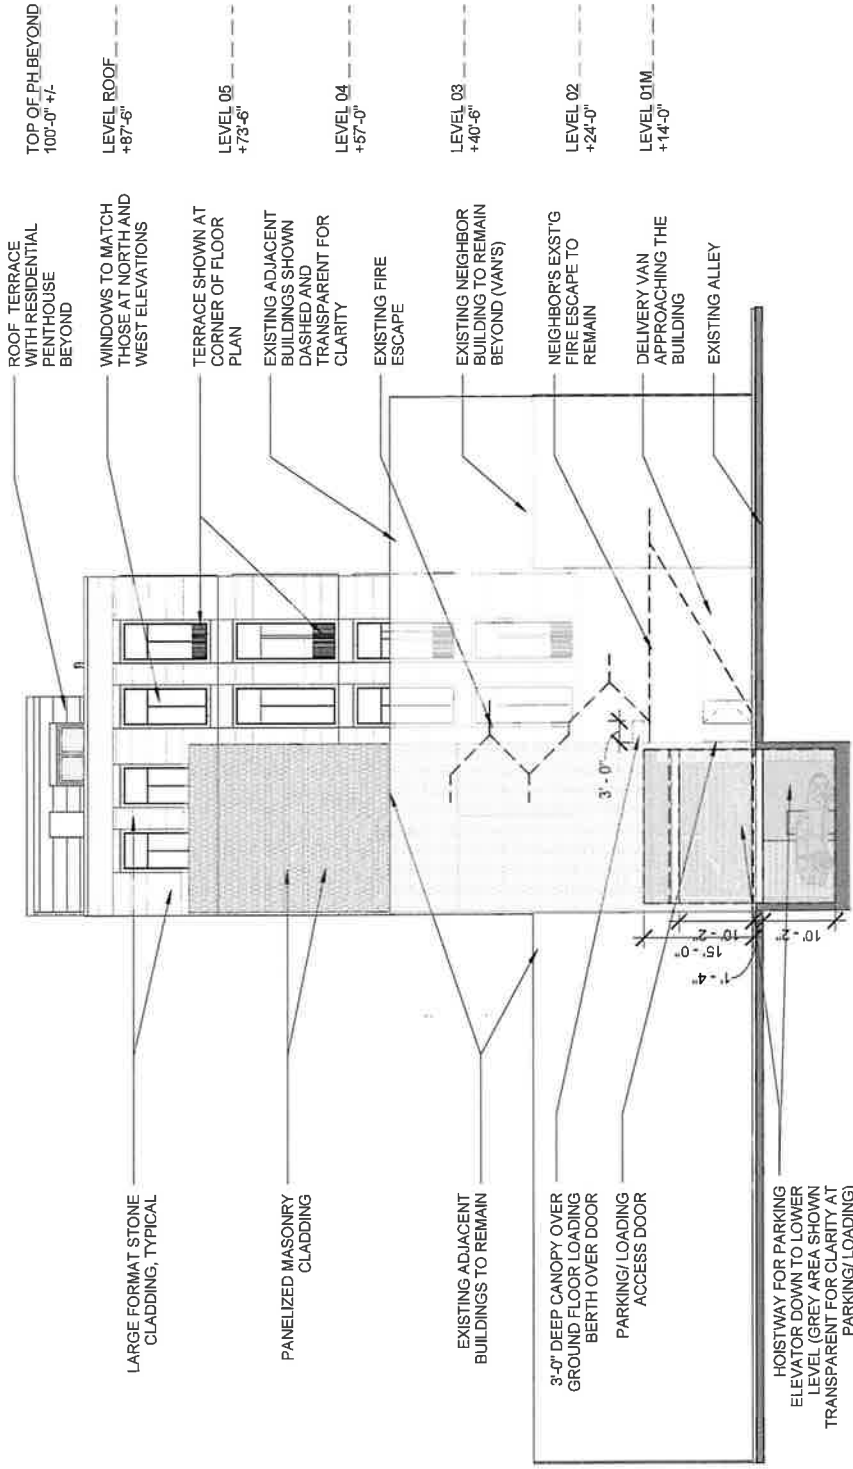 TOP OF PH BEYOND
100'-0" +/-
LEVEL ROOF
+87'-6"
LEVEL 05
+73'-6"
LEVEL 04
+57'-0"
LEVEL 03
+40'-6"
LEVEL 02
+24'-0"
LEVEL 01M
+14'-0"
ROOF TERRACE
WITH RESIDENTIAL
PENTHOUSE
BEYOND
WINDOWS TO MATCH
THOSE AT NORTH AND
WEST ELEVATIONS
TERRACE SHOWN AT
CORNER OF FLOOR
PLAN
EXISTING ADJACENT
BUILDINGS SHOWN
DASHED AND
TRANSPARENT FOR
CLARITY
EXISTING FIRE
ESCAPE
EXISTING NEIGHBOR
BUILDING TO REMAIN
BEYOND (VAN'S)
NEIGHBOR'S EXST'G
FIRE ESCAPE TO
REMAIN
DELIVERY VAN
APPROACHING THE
BUILDING
EXISTING ALLEY
3' - 0"
15' - 0"
10' - 2"
1' - 4"
10' - 2"
LARGE FORMAT STONE
CLADDING, TYPICAL
PANELIZED MASONRY
CLADDING
EXISTING ADJACENT
BUILDINGS TO REMAIN
3'-0" DEEP CANOPY OVER
GROUND FLOOR LOADING
BERTH OVER DOOR
PARKING/ LOADING
ACCESS DOOR
HOISTWAY FOR PARKING
ELEVATOR DOWN TO LOWER
LEVEL (GREY AREA SHOWN
TRANSPARENT FOR CLARITY AT
PARKING/ LOADING)